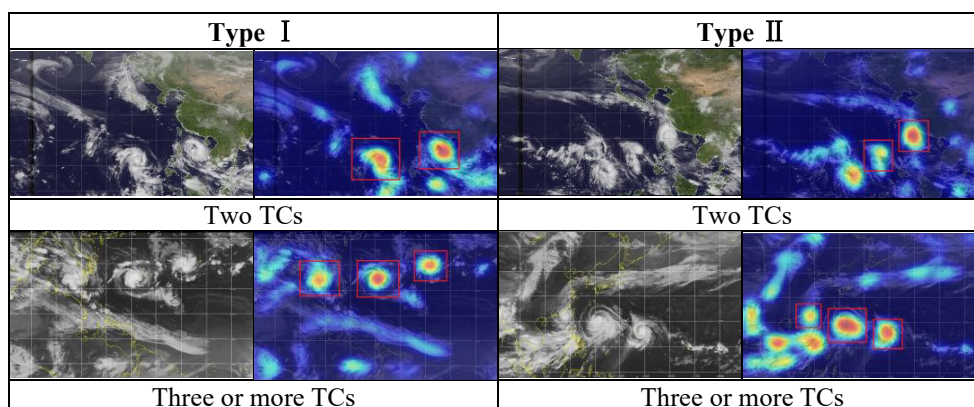 Type Ⅰ
Type Ⅱ
Two TCs
Two TCs
Three or more TCs
Three or more TCs